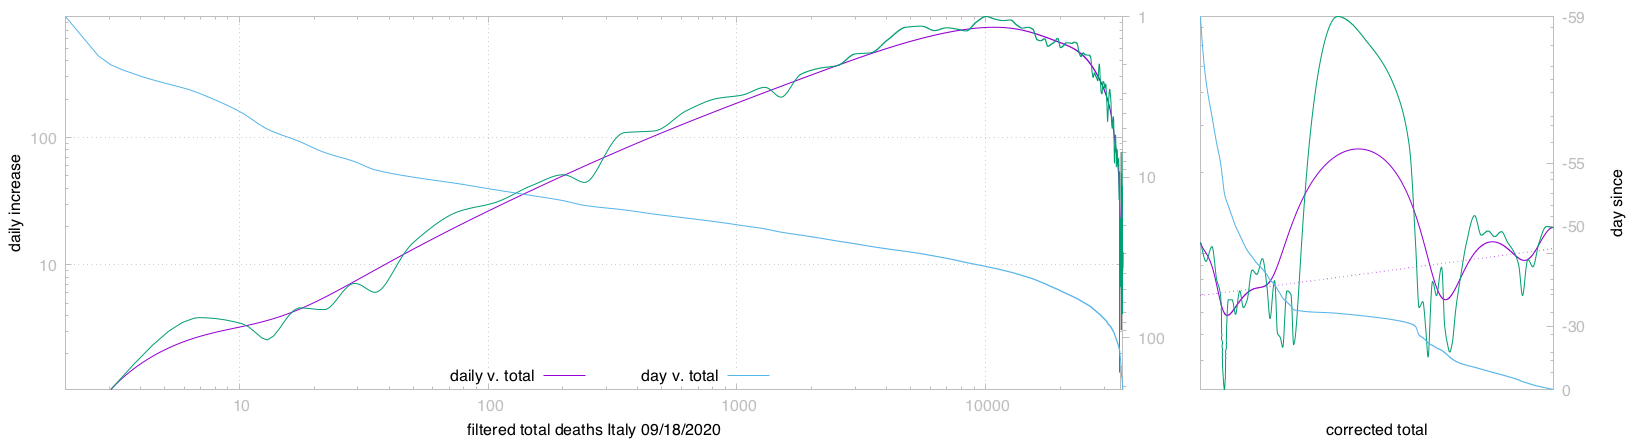 1
-59
100
-55
10
-50
10
-30
100
0
daily increase
day since
daily v. total
day v. total
10
100
1000
10000
filtered total deaths Italy 09/18/2020
corrected total